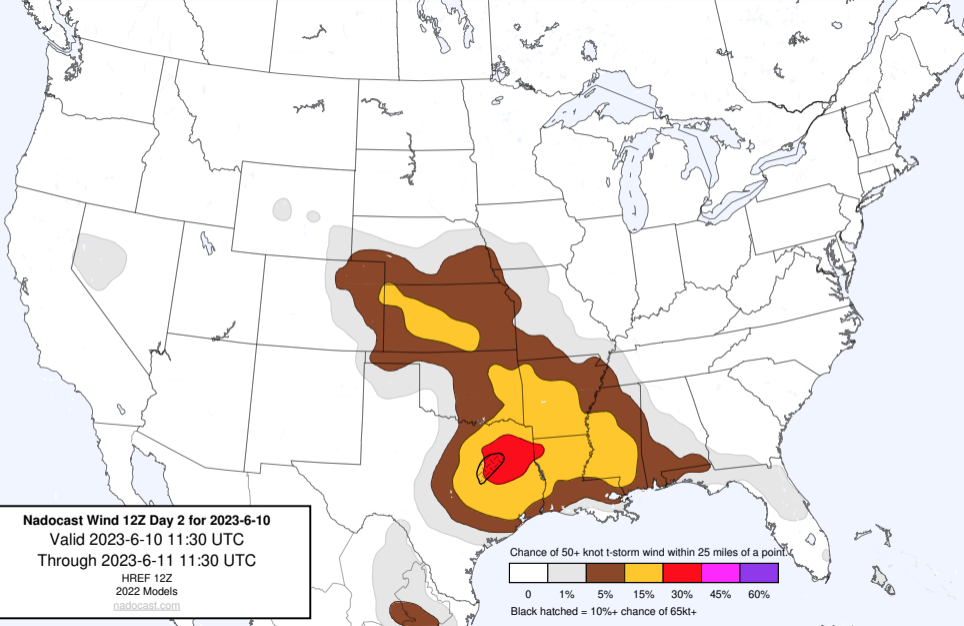 Nadocast Wind 12Z Day 2 for 2023-6-10
Valid 2023-6-10 11:30 UTC
Through 2023-6-11 11:30 UTC
HREF 12Z
2022 Models
nadocast.com
Chance of 50+ knot t-storm wind within 25 miles of a point.
0 1% 5% 15% 30% 45% 60%
Black hatched = 10%+ chance of 65kt+